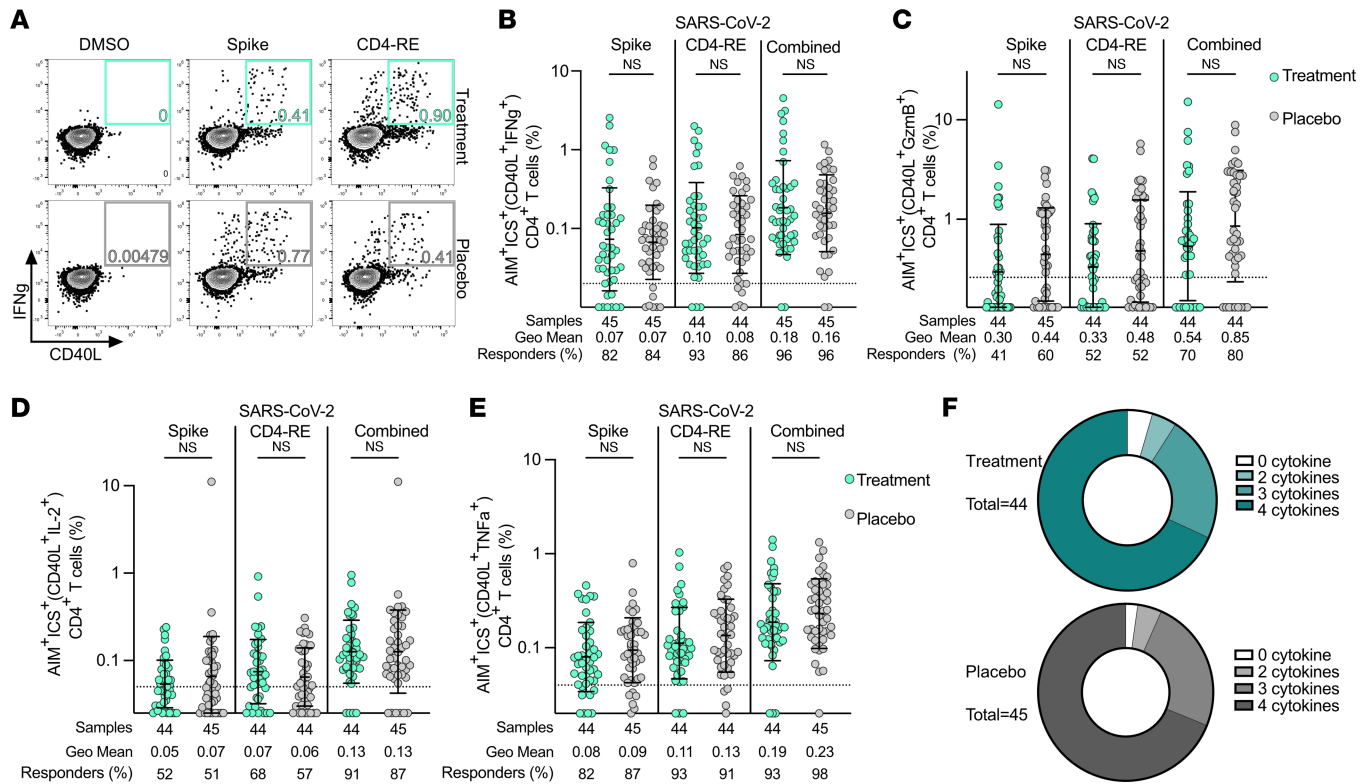 A
DMSO
Spike
CD4-RE
0
0
0.41
0.90
Treatment
0.00479
0.77
0.41
Placebo
IFNg
CD40L
B
SARS-CoV-2
Spike
CD4-RE
Combined
NS
NS
NS
AIM+ICS+(CD40L+IFNg+)
CD4+ T cells (%)
10
1
0.1
Samples 45 45 44 44 45 45
Geo Mean 0.07 0.07 0.10 0.08 0.18 0.16
Responders (%) 82 84 93 86 96 96
C
SARS-CoV-2
Spike
CD4-RE
Combined
NS
NS
NS
AIM+ICS+(CD40L+GzmB+)
CD4+ T cells (%)
10
1
Samples 44 45 44 44 44 44
Geo Mean 0.30 0.44 0.33 0.48 0.54 0.85
Responders (%) 41 60 52 52 70 80
Treatment
Placebo
D
SARS-CoV-2
Spike
CD4-RE
Combined
NS
NS
NS
AIM+ICS+(CD40L+IL-2+)
CD4+ T cells (%)
10
1
0.1
Samples 44 45 44 44 44 45
Geo Mean 0.05 0.07 0.07 0.06 0.13 0.13
Responders (%) 52 51 68 57 91 87
E
SARS-CoV-2
Spike
CD4-RE
Combined
NS
NS
NS
AIM+ICS+(CD40L+TNFa+
CD4+ T cells (%)
10
1
0.1
Samples 44 45 44 44 44 45
Geo Mean 0.08 0.09 0.11 0.13 0.19 0.23
Responders (%) 82 87 93 91 93 98
Treatment
Placebo
F
Treatment
Total=44
0 cytokine
2 cytokines
3 cytokines
4 cytokines
Placebo
Total=45
0 cytokine
2 cytokines
3 cytokines
4 cytokines